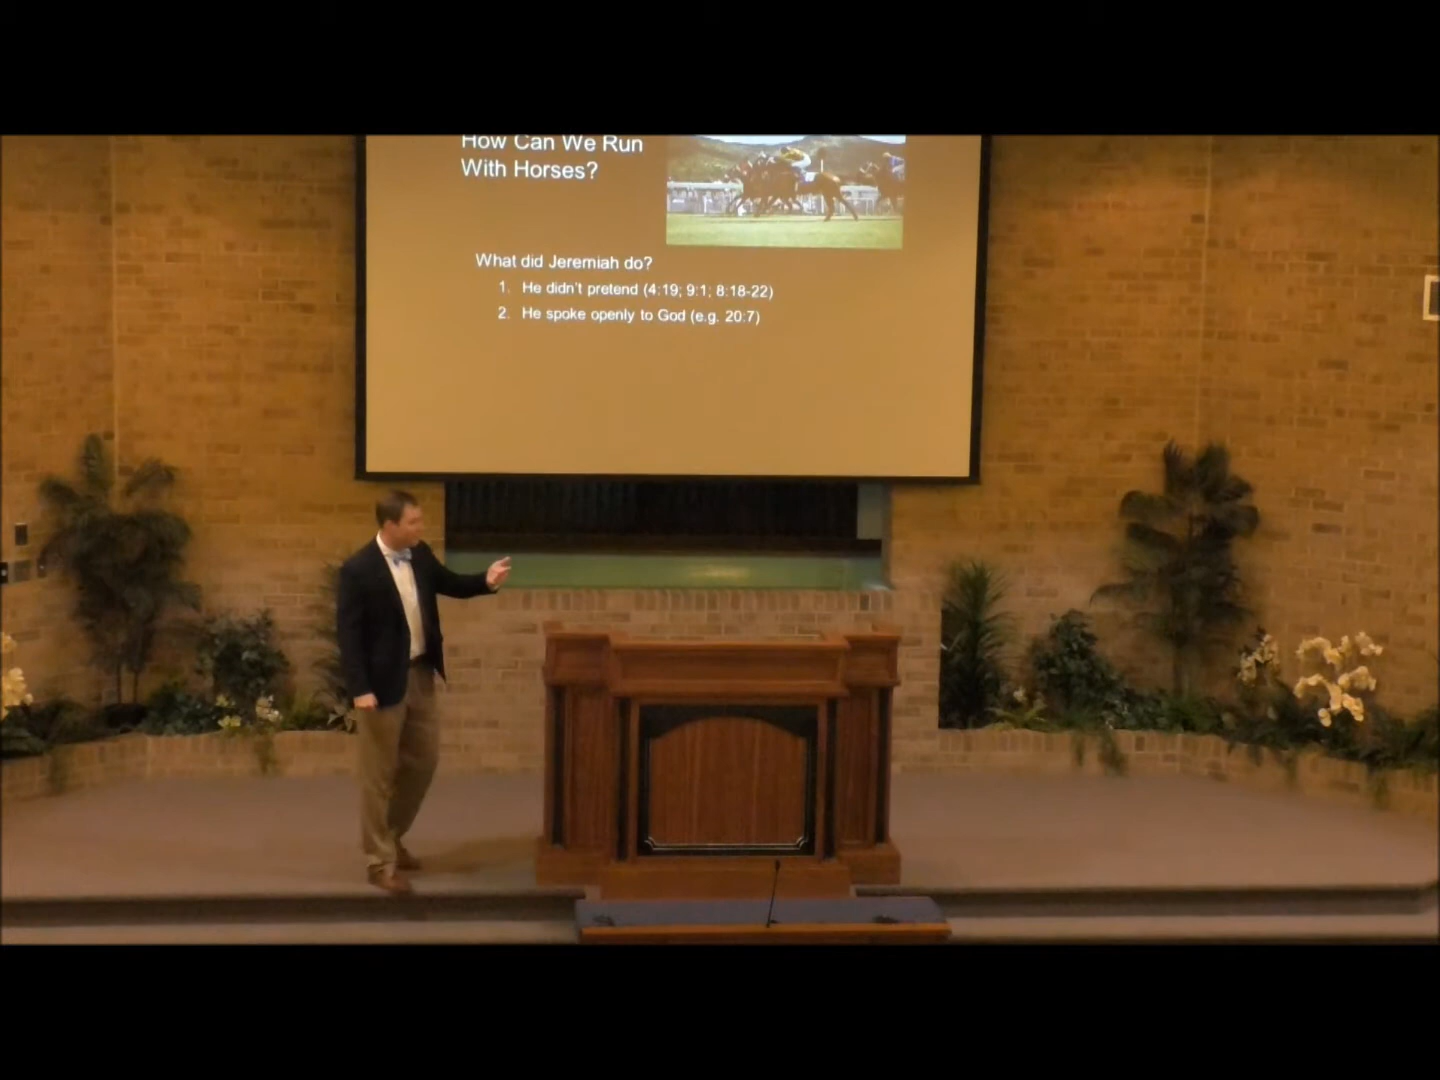 How Can We Run
With Horses?
What did Jeremiah do?
1. He didn't pretend (4:19; 9:1; 8:18-22)
2. He spoke openly to God (e.g. 20:7)